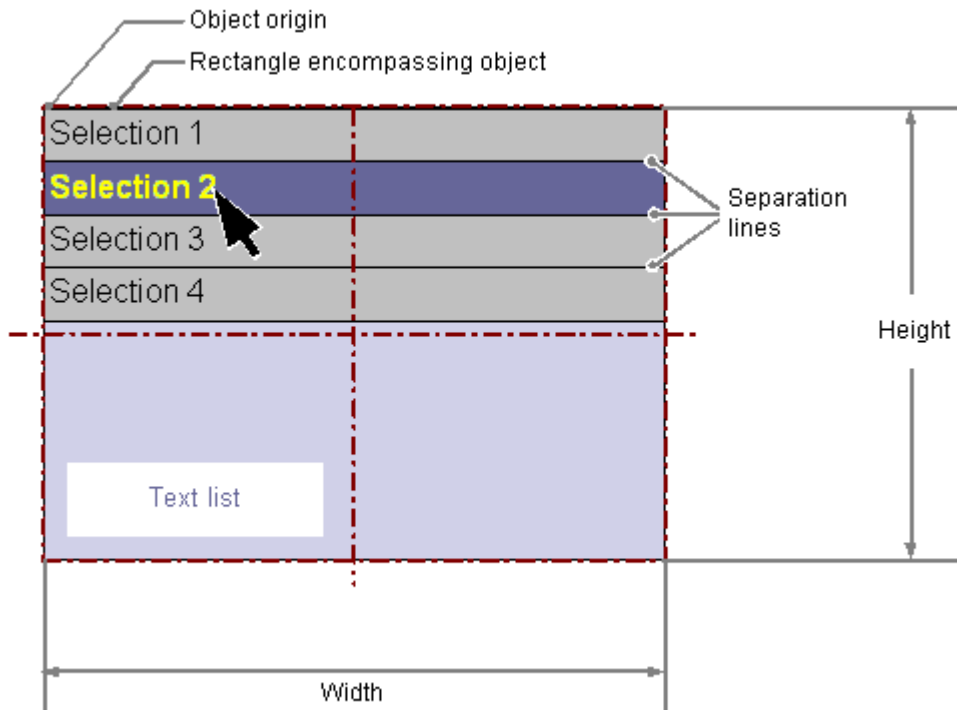 Object origin
Rectangle encompassing object
Selection 1
Selection 2
Selection 3
Selection 4
Separation
lines
Height
Text list
Width